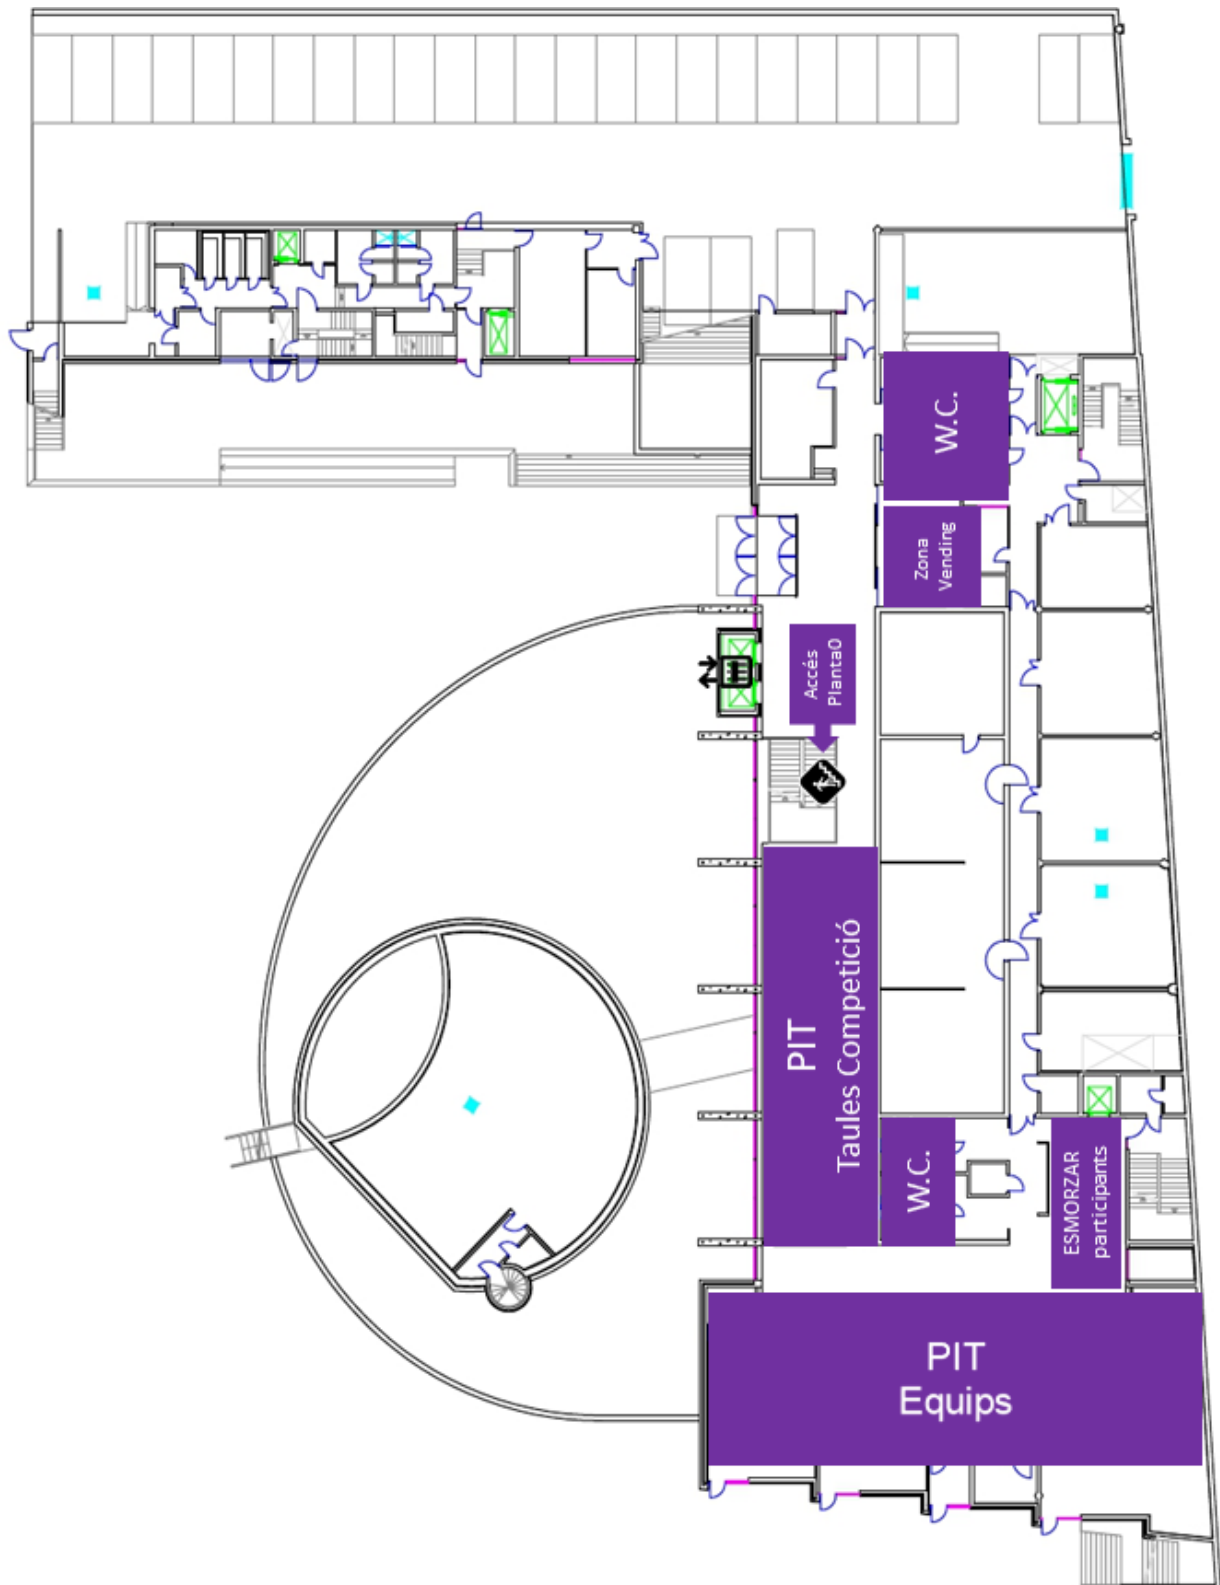 W.C.
Zona
Vending
Accés
Planta0
PIT
Taules Competició
W.C.
ESMORZAR
participants
PIT
Equips